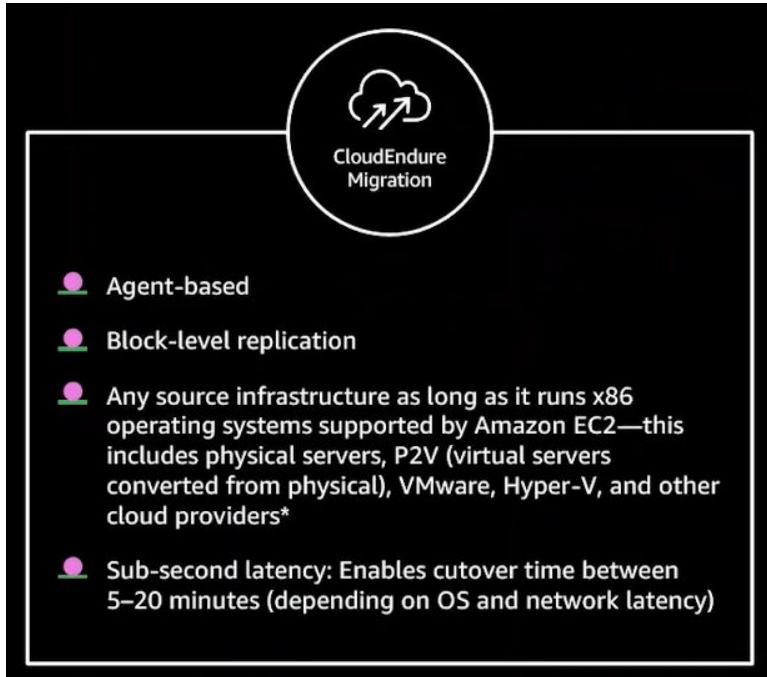 CloudEndure
Migration
Agent-based
Block-level replication
Any source infrastructure as long as it runs x86
operating systems supported by Amazon EC2—this
includes physical servers, P2V (virtual servers
converted from physical), VMware, Hyper-V, and other
cloud providers*
Sub-second latency: Enables cutover time between
5–20 minutes (depending on OS and network latency)